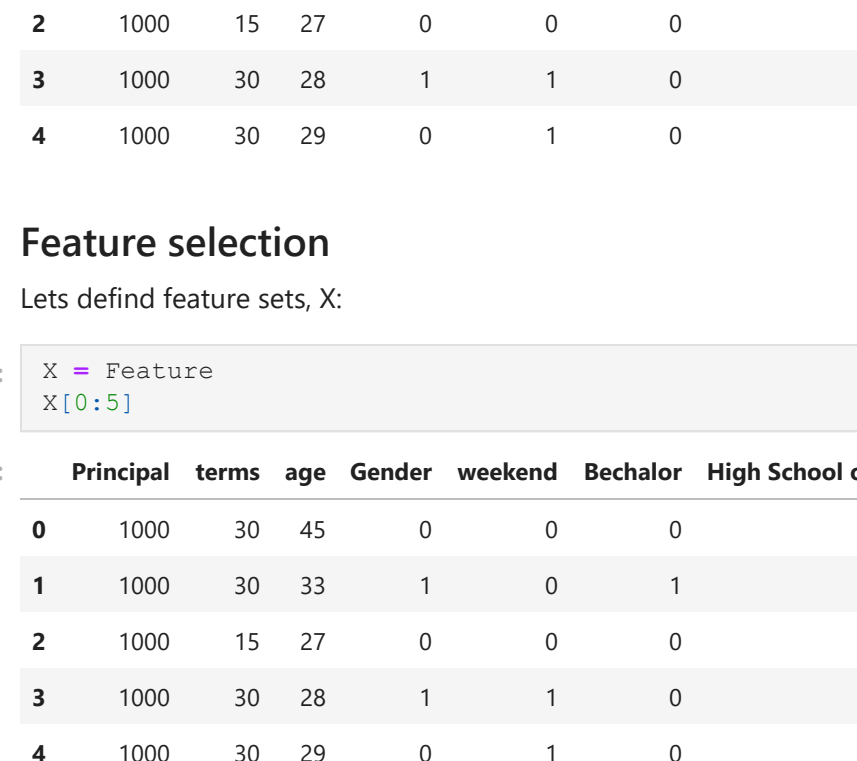 2 1000 15 27 0 0 0
3 1000 30 28 1 1 0
4 1000 30 29 0 1 0
Feature selection
Lets defind feature sets, X:
: X = Feature
X[0:5]
: Principal terms age Gender weekend Bechalor High School
0 1000 30 45 0 0 0
1 1000 30 33 1 0 1
2 1000 15 27 0 0 0
3 1000 30 28 1 1 0
4 1000 30 29 0 1 0